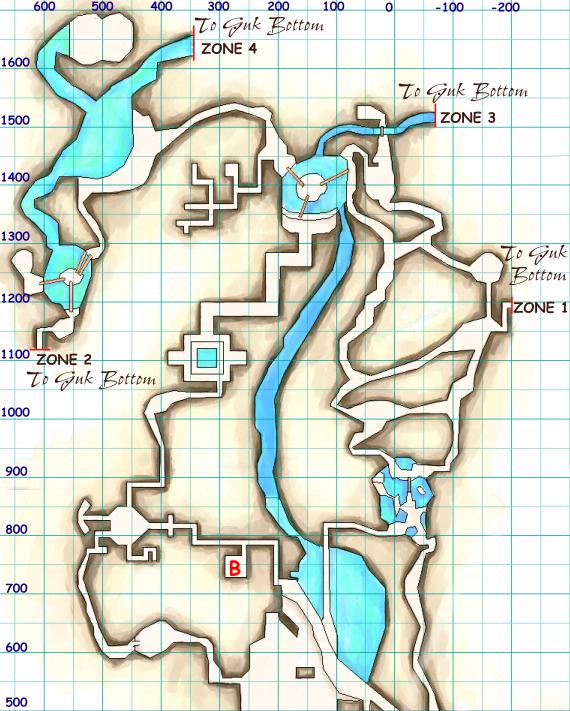 600 500 400 300 200 100 0 -100 -200
To Guk Bottom
ZONE 4
1600
To Guk Bottom
1500
ZONE 3
1400
1300
To Guk
Bottom
1200
ZONE 1
1100
ZONE 2
To Guk Bottom
1000
900
800
B
700
600
500